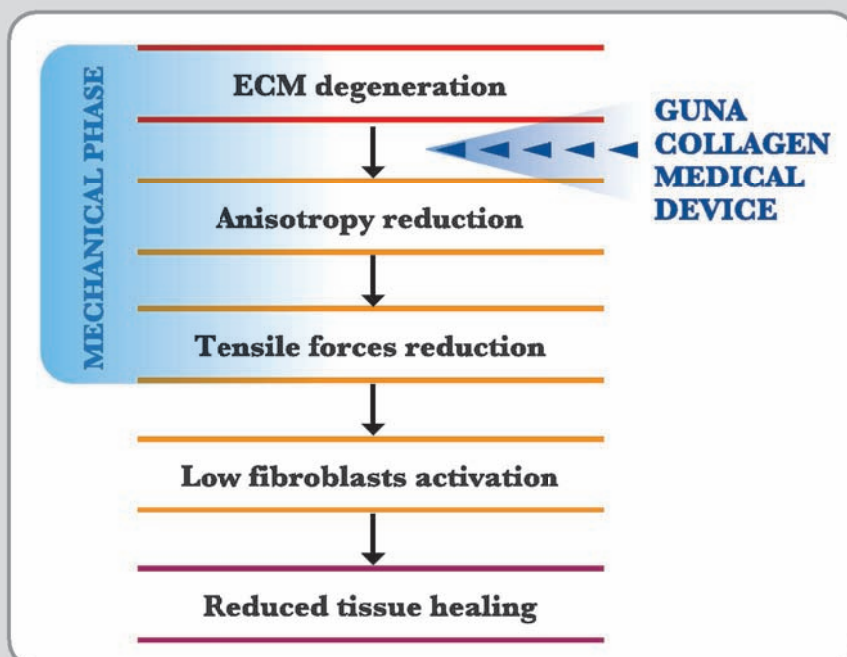 MECHANICAL PHASE
ECM degeneration
GUNA
COLLAGEN
MEDICAL
DEVICE
Anisotropy reduction
Tensile forces reduction
Low fibroblasts activation
Reduced tissue healing